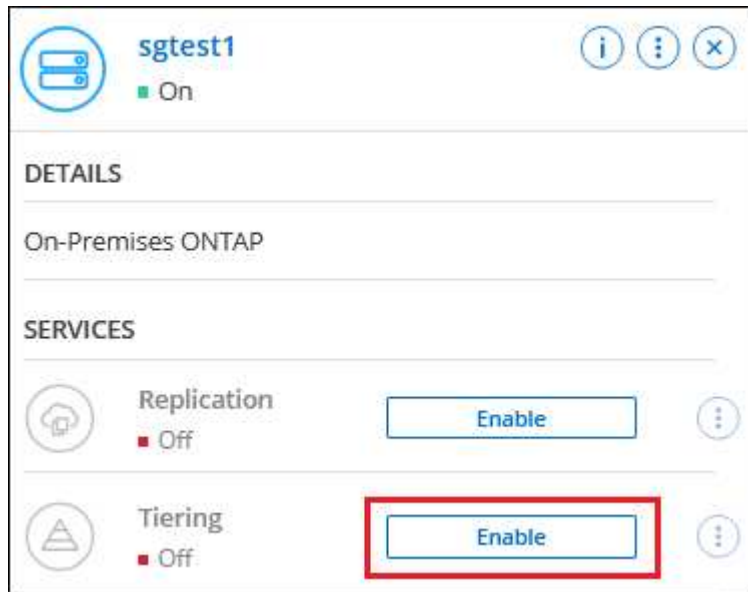 sgtest1
i
On
DETAILS
On-Premises ONTAP
SERVICES
Replication
Enable
Off
Tiering
Enable
Off